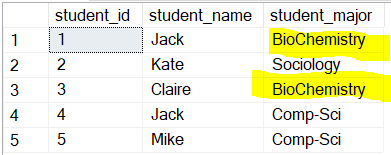 student_id student_name student_major
1 1 Jack BioChemistry
2 2 Kate Sociology
3 3 Claire BioChemistry
4 4 Jack Comp-Sci
5 5 Mike Comp-Sci